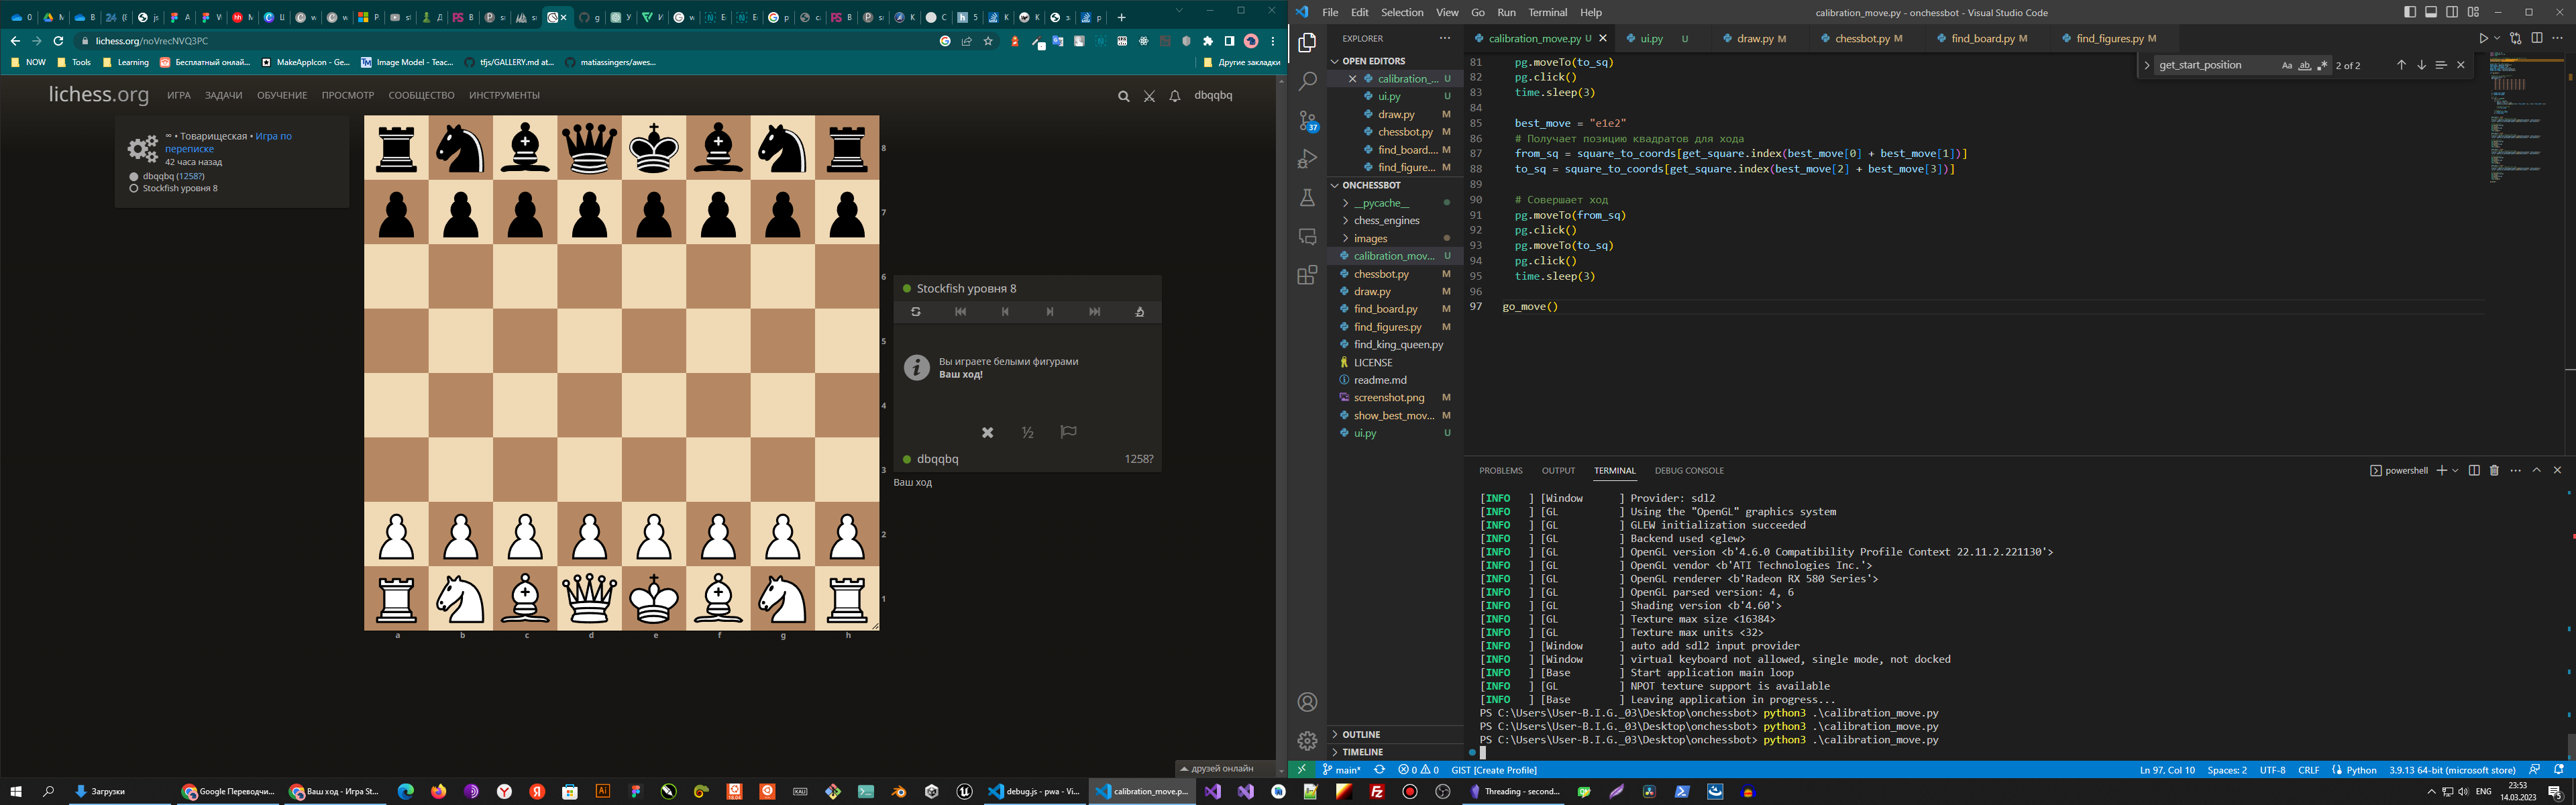 lichess.org/noVrecNVQ3PC
NOW
Tools
Learning
Бесплатный онлай...
MakeAppIcon - Ge...
Image Model - Teac...
tfjs/GALLERY.md at...
matiassingers/awes...
Другие закладки
lichess.org
ИГРА
ЗАДАЧИ
ОБУЧЕНИЕ
ПРОСМОТР
СООБЩЕСТВО
ИНСТРУМЕНТЫ
dbqqbq
∞ • Товарищеская • Игра по
переписке
42 часа назад
dbqqbq (1258?)
Stockfish уровня 8
8
7
6
5
4
3
2
1
a b c d e f g h
Stockfish уровня 8
Вы играете белыми фигурами
Ваш ход!
½
dbqqbq 1258?
Ваш ход
друзей онлайн
File Edit Selection View Go Run Terminal Help
calibration_move.py - onchessbot - Visual Studio Code
EXPLORER
OPEN EDITORS
calibration_... U
ui.py U
draw.py M
chessbot.py M
find_board.... M
find_figure... M
ONCHESSBOT
__pycache__
chess_engines
images
calibration_mov... U
chessbot.py M
draw.py M
find_board.py M
find_figures.py M
find_king_queen.py
LICENSE
readme.md
screenshot.png M
show_best_mov... M
ui.py U
OUTLINE
TIMELINE
37
calibration_move.py U
ui.py U
draw.py M
chessbot.py M
find_board.py M
find_figures.py M
get_start_position
Aa ab 2 of 2
81 pg.moveTo(to_sq)
82 pg.click()
83 time.sleep(3)
84
85 best_move = "e1e2"
86 # Получает позицию квадратов для хода
87 from_sq = square_to_coords[get_square.index(best_move[0] + best_move[1])]
88 to_sq = square_to_coords[get_square.index(best_move[2] + best_move[3])]
89
90 # Совершает ход
91 pg.moveTo(from_sq)
92 pg.click()
93 pg.moveTo(to_sq)
94 pg.click()
95 time.sleep(3)
96
97 go_move()
PROBLEMS OUTPUT TERMINAL DEBUG CONSOLE
powershell
[INFO ] [Window ] Provider: sdl2
[INFO ] [GL ] Using the "OpenGL" graphics system
[INFO ] [GL ] GLEW initialization succeeded
[INFO ] [GL ] Backend used <glew>
[INFO ] [GL ] OpenGL version <b'4.6.0 Compatibility Profile Context 22.11.2.221130'>
[INFO ] [GL ] OpenGL vendor <b'ATI Technologies Inc.'>
[INFO ] [GL ] OpenGL renderer <b'Radeon RX 580 Series'>
[INFO ] [GL ] OpenGL parsed version: 4, 6
[INFO ] [GL ] Shading version <b'4.60'>
[INFO ] [GL ] Texture max size <16384>
[INFO ] [GL ] Texture max units <32>
[INFO ] [Window ] auto add sdl2 input provider
[INFO ] [Window ] virtual keyboard not allowed, single mode, not docked
[INFO ] [Base ] Start application main loop
[INFO ] [GL ] NPOT texture support is available
[INFO ] [Base ] Leaving application in progress...
PS C:\Users\User-B.I.G._03\Desktop\onchessbot> python3 .\calibration_move.py
PS C:\Users\User-B.I.G._03\Desktop\onchessbot> python3 .\calibration_move.py
PS C:\Users\User-B.I.G._03\Desktop\onchessbot> python3 .\calibration_move.py
main* 0 0 GIST [Create Profile]
Ln 97, Col 10 Spaces: 2 UTF-8 CRLF Python 3.9.13 64-bit (microsoft store)
Загрузки
Google Переводчи...
Ваш ход - Игра St...
debug.js - pwa - Vi...
calibration_move.p...
Threading - second...
ENG
23:53
14.03.2023